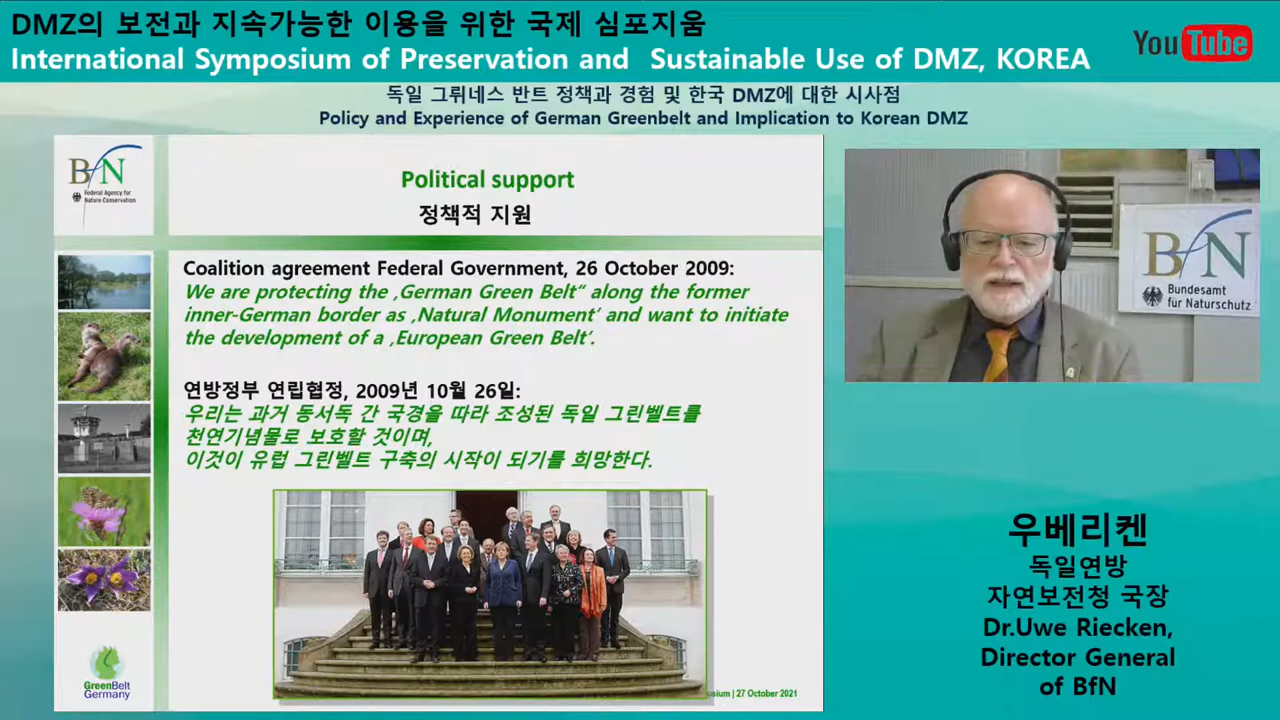 DMZ의 보전과 지속가능한 이용을 위한 국제 심포지움
International Symposium of Preservation and Sustainable Use of DMZ, KOREA
YouTube
독일 그뤼네스 반트 정책과 경험 및 한국 DMZ에 대한 시사점
Policy and Experience of German Greenbelt and Implication to Korean DMZ
BfN
Federal Agency for
Nature Conservation
Political support
정책적 지원
Coalition agreement Federal Government, 26 October 2009:
We are protecting the ‚German Green Belt“ along the former
inner-German border as ‚Natural Monument‘ and want to initiate
the development of a ‚European Green Belt‘.
연방정부 연립협정, 2009년 10월 26일:
우리는 과거 동서독 간 국경을 따라 조성된 독일 그린벨트를
천연기념물로 보호할 것이며,
이것이 유럽 그린벨트 구축의 시작이 되기를 희망한다.
GreenBelt
Germany
| 27 October 2021
BfN
Bundesamt
für Naturschutz
우베리켄
독일연방
자연보전청 국장
Dr.Uwe Riecken,
Director General
of BfN